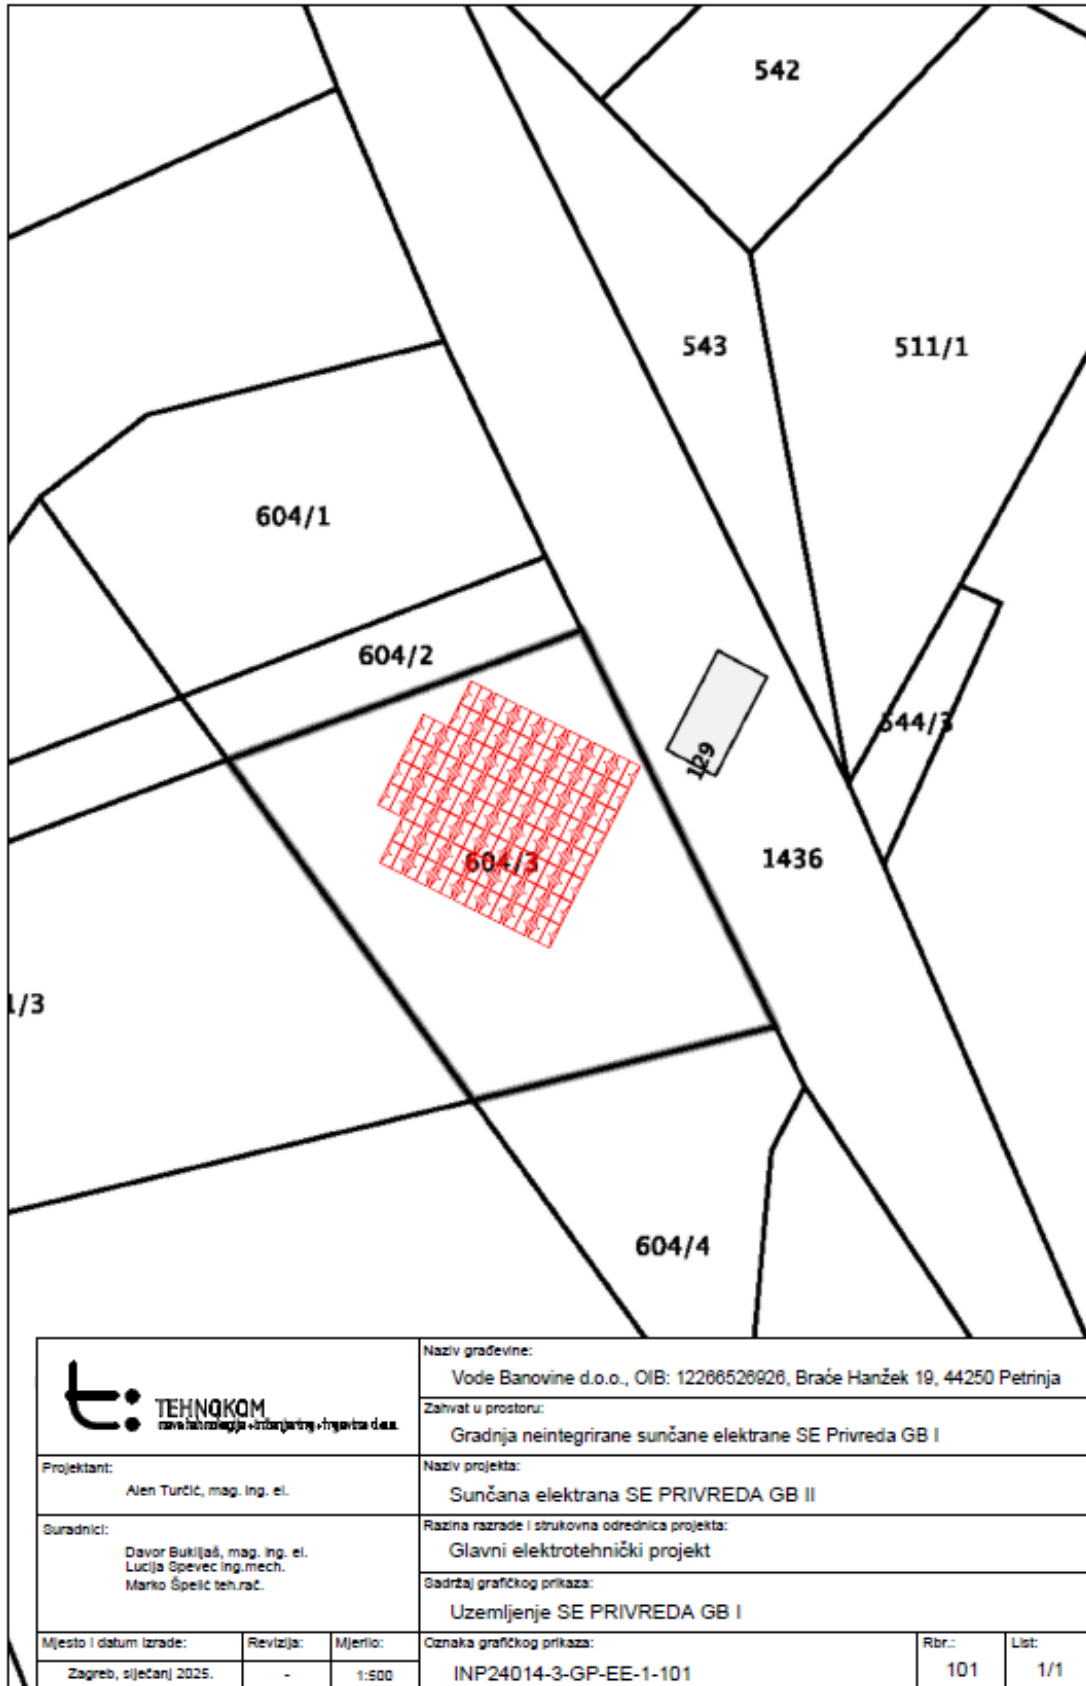 542
543
511/1
604/1
604/2
544/3
129
604/3
1436
1/3
604/4
TEHNOKOM
Naziv građevine:
Vode Banovine d.o.o., OIB: 12266526926, Braće Hanžek 19, 44250 Petrinja
Zahvat u prostoru:
Gradnja neintegrirane sunčane elektrane SE Privreda GB I
Projektant:
Alen Turčić, mag. ing. el.
Naziv projekta:
Sunčana elektrana SE PRIVREDA GB II
Suradnici:
Davor Bukljaš, mag. ing. el.
Lucija Spevec ing.mech.
Marko Špelić teh.rač.
Razina razrade i strukovna odrednica projekta:
Glavni elektrotehnički projekt
Sadržaj grafičkog prikaza:
Uzemljenje SE PRIVREDA GB I
Mjesto i datum izrade:
Zagreb, siječanj 2025.
Revizija:
-
Mjerilo:
1:500
Oznaka grafičkog prikaza:
INP24014-3-GP-EE-1-101
Rbr.:
101
List:
1/1